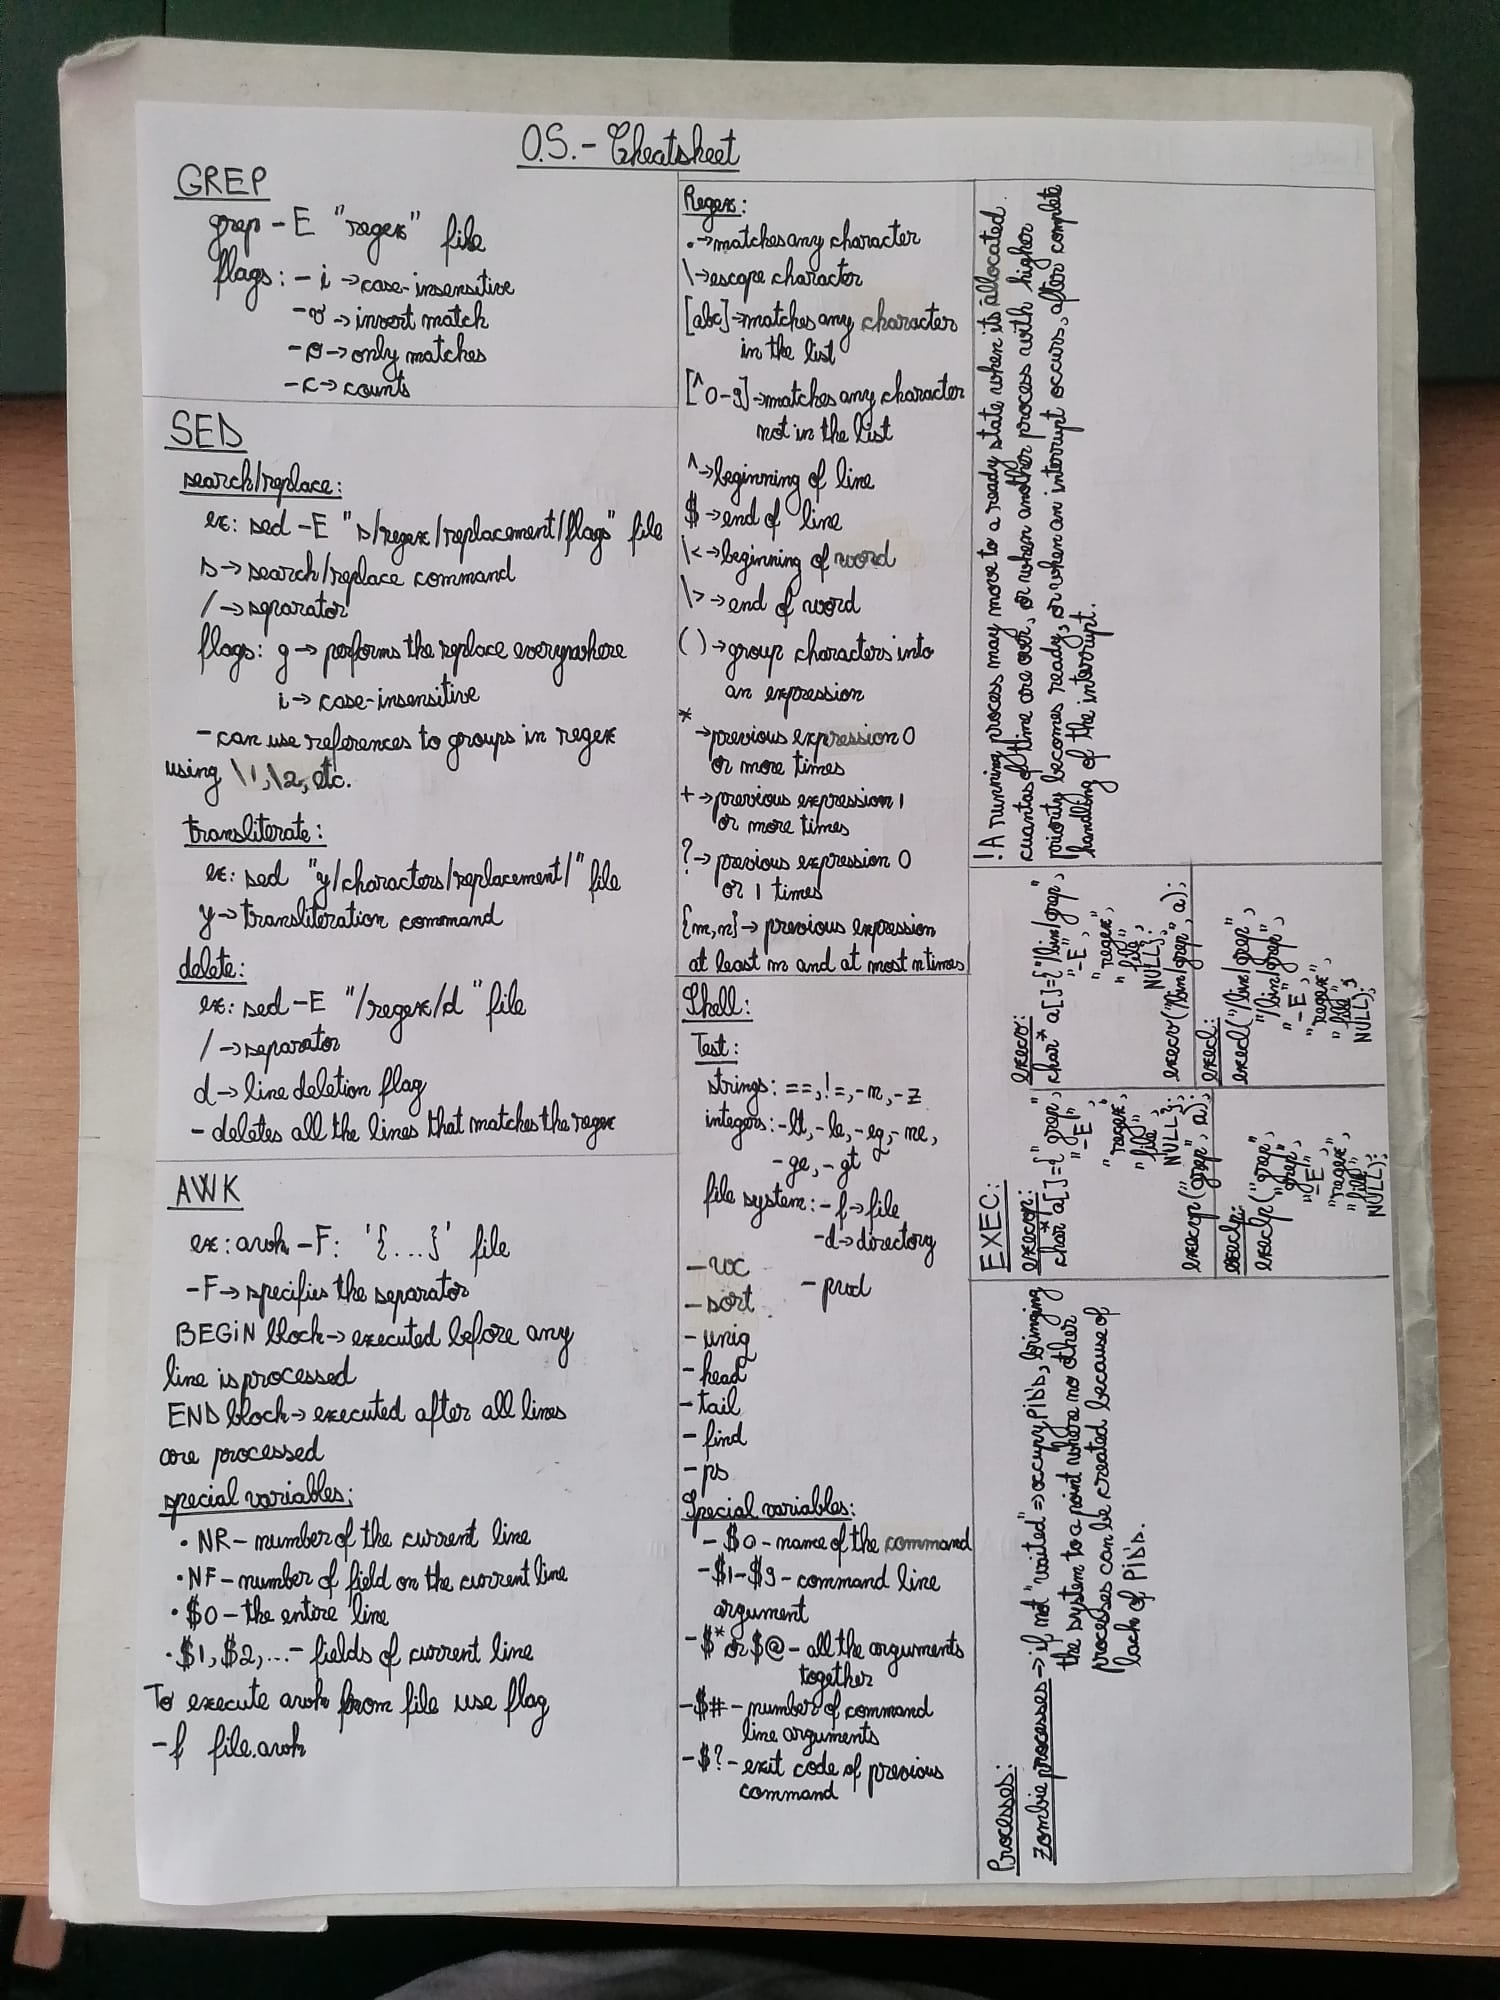 O.S. - Cheatsheet
GREP
grep -E "regex" file
flags: -i → case-insensitive
-v → invert match
-o → only matches
-c → counts
SED
search/replace:
ex: sed -E "s/regex/replacement/flags" file
s → search/replace command
/ → separator
flags: g → performs the replace everywhere
i → case-insensitive
- can use references to groups in regex
using \1,\2, etc.
transliterate:
ex: sed "y/characters/replacement/" file
y → transliteration command
delete:
ex: sed -E "/regex/d" file
/ → separator
d → line deletion flag
- deletes all the lines that matches the regex
AWK
ex: awk -F: '{...}' file
-F → specifies the separator
BEGIN block → executed before any
line is processed
END block → executed after all lines
are processed
special variables:
• NR - number of the current line
• NF - number of field on the current line
• $0 - the entire line
• $1, $2, ... - fields of current line
To execute awk from file use flag
-f file.awk
Regex:
. → matches any character
\ → escape character
[abc] → matches any character
in the list
[^0-9] → matches any character
not in the list
^ → beginning of line
$ → end of line
\< → beginning of word
\> → end of word
( ) → group characters into
an expression
* → previous expression 0
or more times
+ → previous expression 1
or more times
? → previous expression 0
or 1 times
{m,n} → previous expression
at least m and at most n times
Shell:
Test:
strings: ==, !=, -n, -z
integers: -lt, -le, -eq, -ne,
-ge, -gt
file system: -f → file
-d → directory
- wc
- sort - pwd
- uniq
- head
- tail
- find
- ps
Special variables:
- $0 - name of the command
- $1-$9 - command line
argument
- $* or $@ - all the arguments
together
- $# - number of command
line arguments
- $? - exit code of previous
command
Processes:
zombie processes → if not "waited" => occupy PID's, bringing
the system to a point where no other
processes can be created because of
lack of PID's.
EXEC:
execvp:
char* a[]={"grep",
"-E",
"regex",
"file",
NULL};
execvp("grep", a);
execlp:
execlp("grep",
"grep",
"-E",
"regex",
"file",
NULL);
execv:
char* a[]={"/bin/grep",
"-E",
"regex",
"file",
NULL};
execv("/bin/grep", a);
execl:
execl("/bin/grep",
"/bin/grep",
"-E",
"regex",
"file",
NULL);
! A running process may move to a ready state when its allocated
cuantas of time are over, or when another process with higher
priority becomes ready, or when an interrupt occurs, after complete
handling of the interrupt.